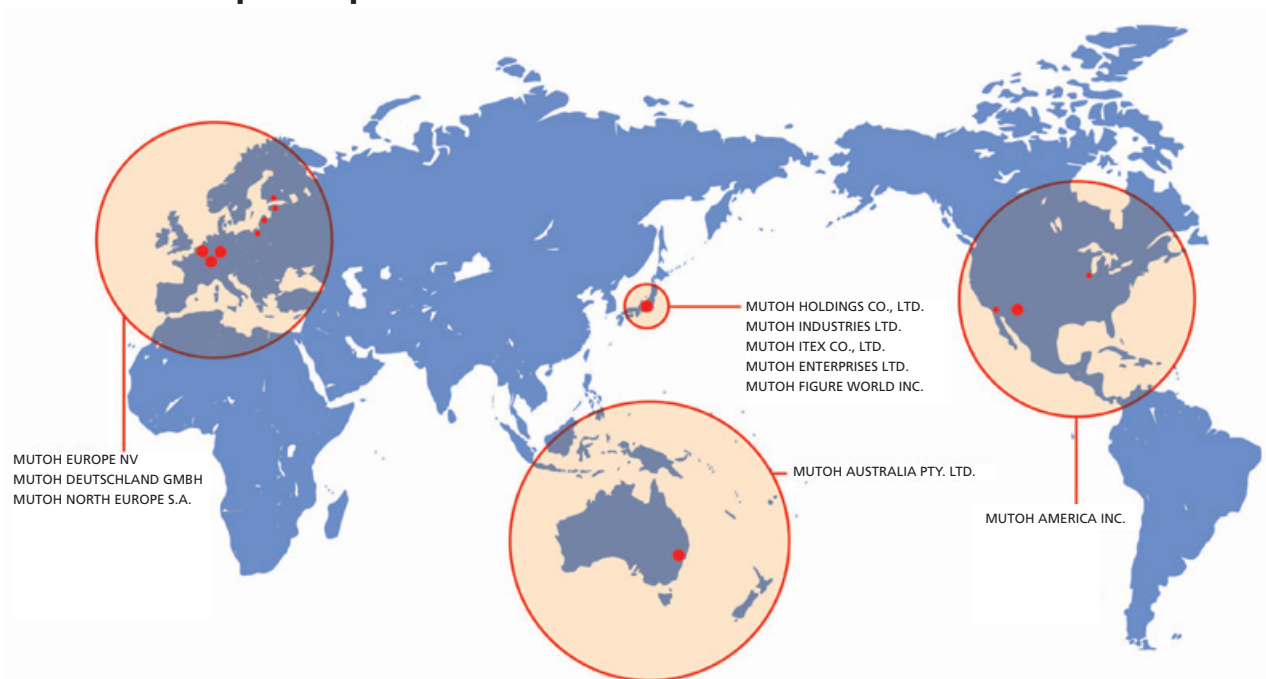 MUTOH HOLDINGS CO., LTD.
MUTOH INDUSTRIES LTD.
MUTOH ITEX CO., LTD.
MUTOH ENTERPRISES LTD.
MUTOH FIGURE WORLD INC.
MUTOH EUROPE NV
MUTOH DEUTSCHLAND GMBH
MUTOH NORTH EUROPE S.A.
MUTOH AUSTRALIA PTY. LTD.
MUTOH AMERICA INC.